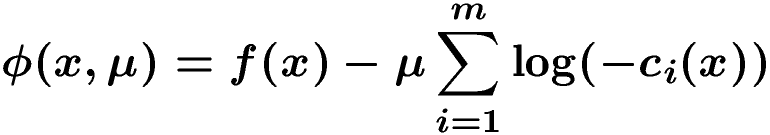 ϕ(x, μ) = f(x) − μ ∑_{i=1}^{m} log(−c_i(x))